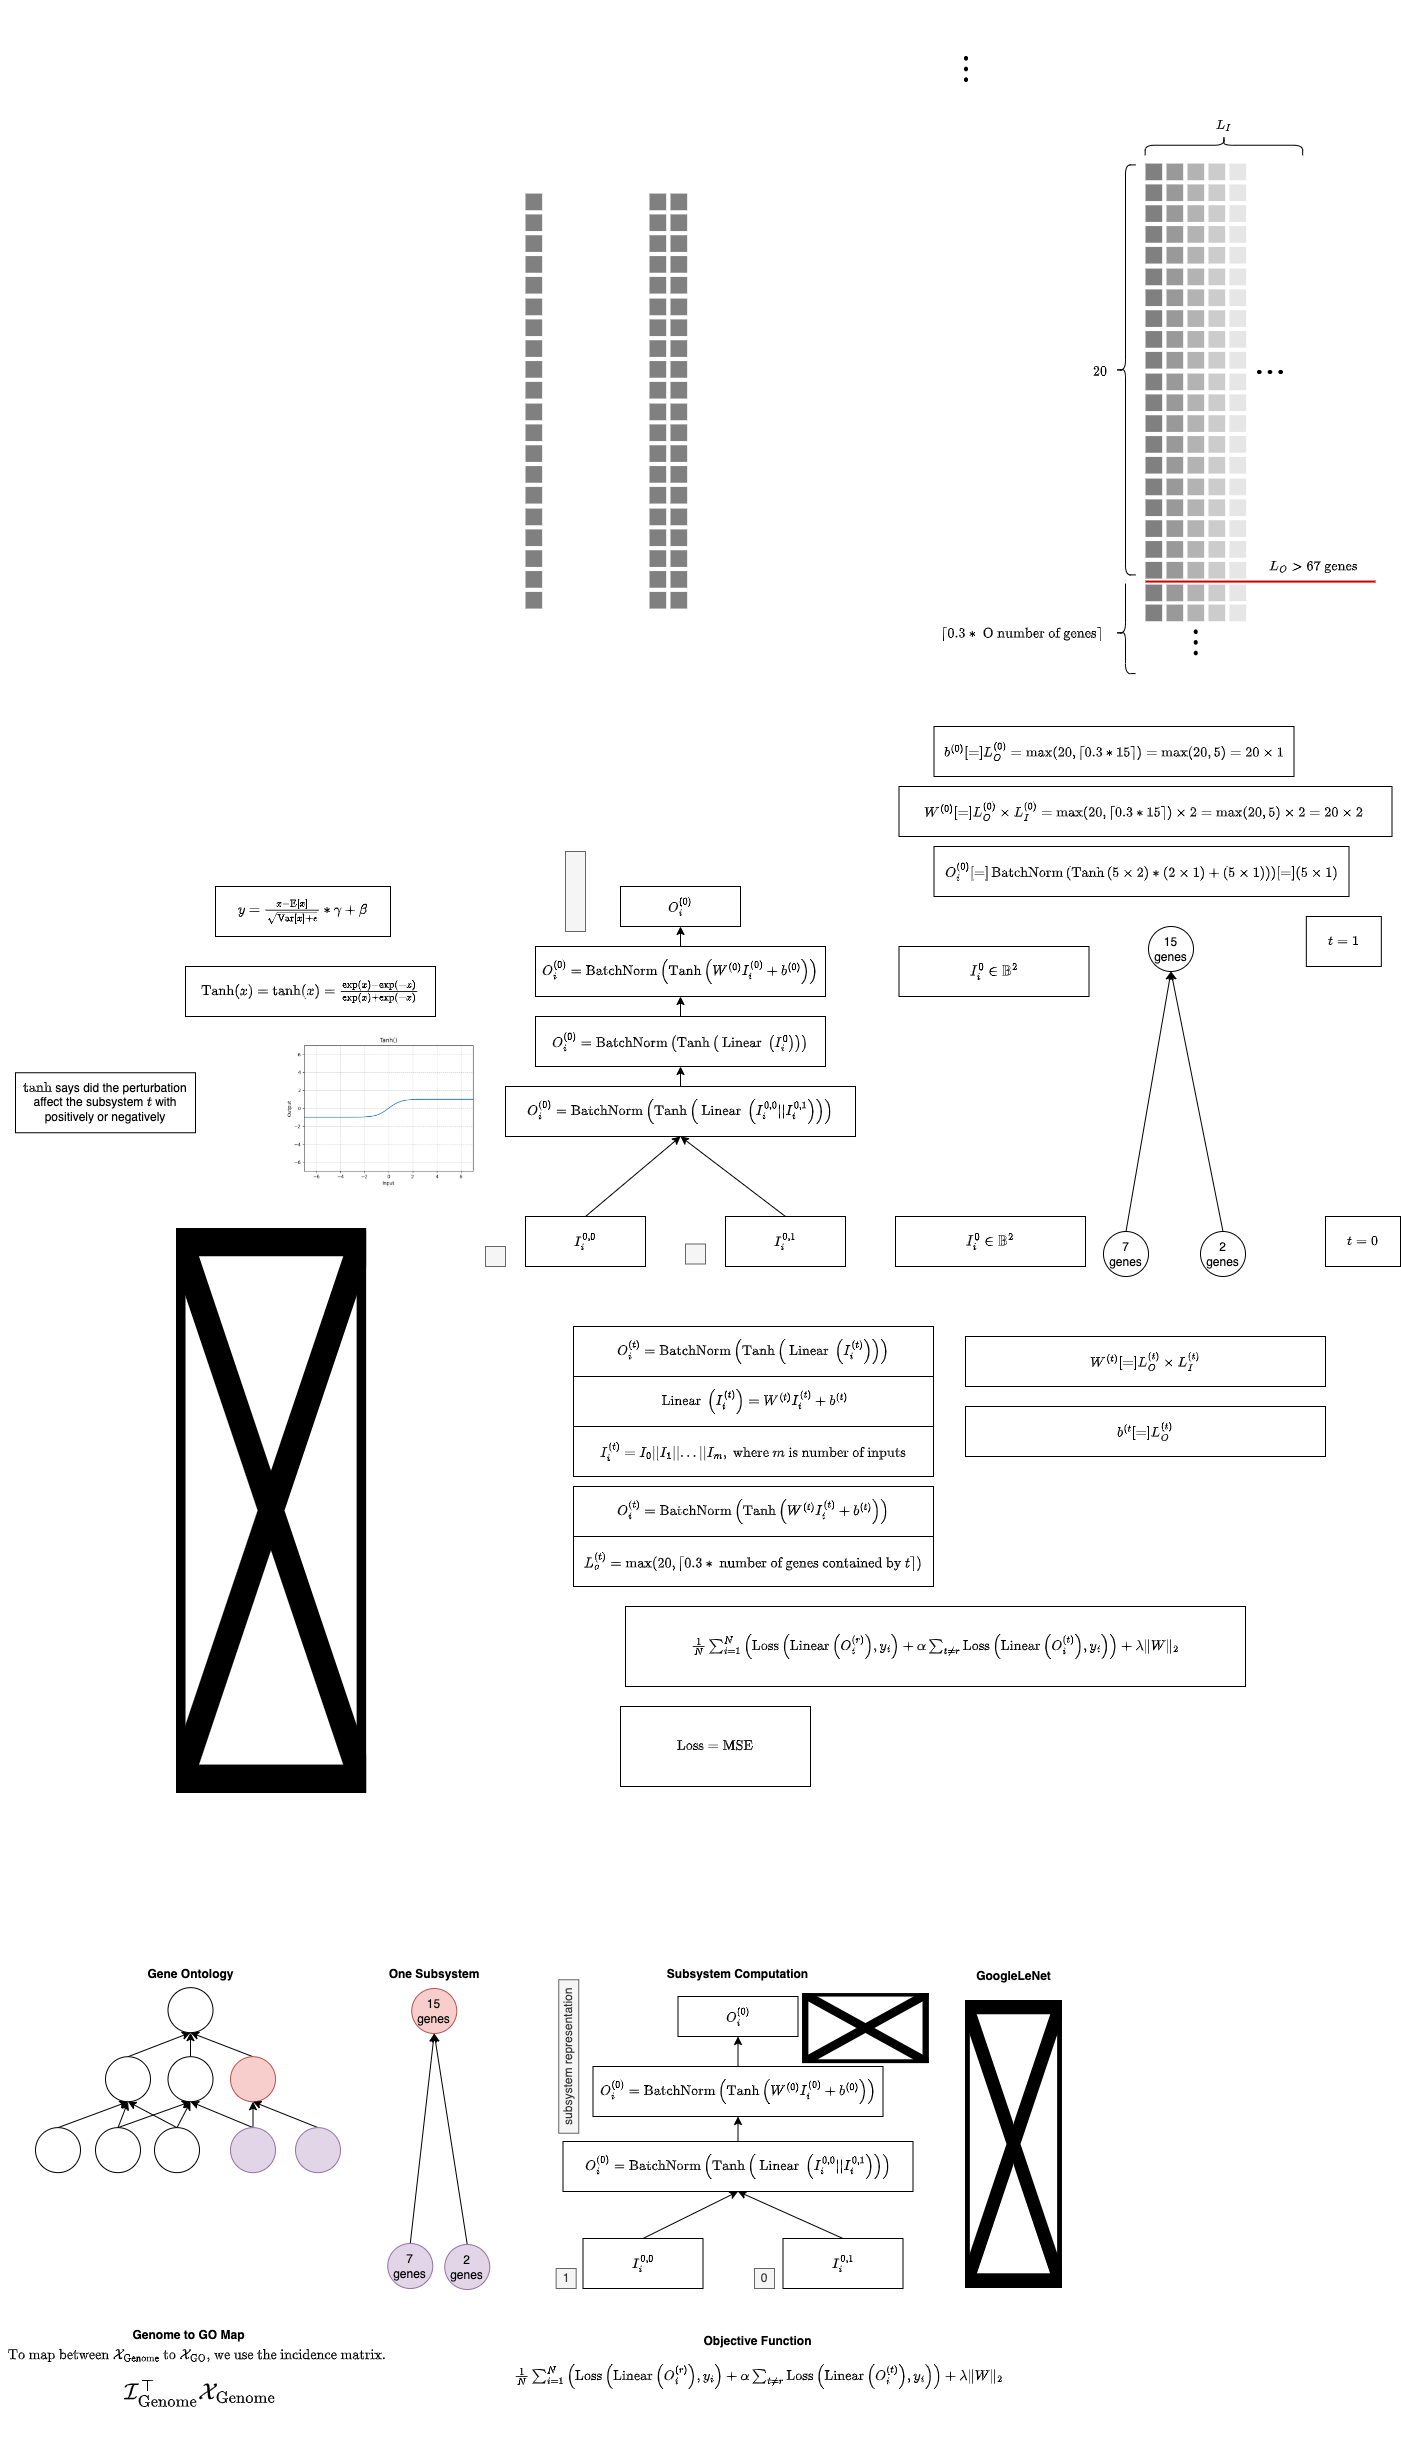 ⋮
$L_I$
20
…
$L_O > 67$ genes
$\lceil 0.3 *$ O number of genes$\rceil$
⋮
$b^{(0)}[=]L_O^{(0)} = \max(20, \lceil 0.3 * 15 \rceil) = \max(20, 5) = 20 \times 1$
$W^{(0)}[=]L_O^{(0)} \times L_I^{(0)} = \max(20, \lceil 0.3 * 15 \rceil) \times 2 = \max(20, 5) \times 2 = 20 \times 2$
$O_i^{(0)}[=] \text{BatchNorm}(\text{Tanh}(5 \times 2) * (2 \times 1) + (5 \times 1)))[=](5 \times 1)$
$y = \frac{x - \mathbb{E}[x]}{\sqrt{\text{Var}[x] + \epsilon}} * \gamma + \beta$
$O_i^{(0)}$
15
genes
$t = 1$
$\text{Tanh}(x) = \tanh(x) = \frac{\exp(x) - \exp(-x)}{\exp(x) + \exp(-x)}$
$O_i^{(0)} = \text{BatchNorm}\left(\text{Tanh}\left(W^{(0)} I_i^{(0)} + b^{(0)}\right)\right)$
$I_i^0 \in \mathbb{B}^2$
$O_i^{(0)} = \text{BatchNorm}\left(\text{Tanh}\left(\text{Linear}\left(I_i^0\right)\right)\right)$
Tanh()
6
4
2
0
−2
−4
−6
Output
−6 −4 −2 0 2 4 6
Input
tanh says did the perturbation
affect the subsystem $t$ with
positively or negatively
$O_i^{(0)} = \text{BatchNorm}\left(\text{Tanh}\left(\text{Linear}\left(I_i^{0,0} || I_i^{0,1}\right)\right)\right)$
$I_i^{0,0}$
$I_i^{0,1}$
$I_i^0 \in \mathbb{B}^2$
7
genes
2
genes
$t = 0$
$O_i^{(t)} = \text{BatchNorm}\left(\text{Tanh}\left(\text{Linear}\left(I_i^{(t)}\right)\right)\right)$
$\text{Linear}\left(I_i^{(t)}\right) = W^{(t)} I_i^{(t)} + b^{(t)}$
$I_i^{(t)} = I_0 || I_1 || \ldots || I_m,$ where $m$ is number of inputs
$W^{(t)}[=]L_O^{(t)} \times L_I^{(t)}$
$b^{(t}[=]L_O^{(t)}$
$O_i^{(t)} = \text{BatchNorm}\left(\text{Tanh}\left(W^{(t)} I_i^{(t)} + b^{(t)}\right)\right)$
$L_o^{(t)} = \max(20, \lceil 0.3 *$ number of genes contained by $t \rceil)$
$\frac{1}{N} \sum_{i=1}^{N} \left(\text{Loss}\left(\text{Linear}\left(O_i^{(r)}\right), y_i\right) + \alpha \sum_{t \neq r} \text{Loss}\left(\text{Linear}\left(O_i^{(t)}\right), y_i\right)\right) + \lambda \|W\|_2$
Loss = MSE
Gene Ontology
One Subsystem
15
genes
7
genes
2
genes
Subsystem Computation
subsystem representation
$O_i^{(0)}$
$O_i^{(0)} = \text{BatchNorm}\left(\text{Tanh}\left(W^{(0)} I_i^{(0)} + b^{(0)}\right)\right)$
$O_i^{(0)} = \text{BatchNorm}\left(\text{Tanh}\left(\text{Linear}\left(I_i^{0,0} || I_i^{0,1}\right)\right)\right)$
1
$I_i^{0,0}$
0
$I_i^{0,1}$
GoogleLeNet
Genome to GO Map
To map between $\mathcal{X}_{\text{Genome}}$ to $\mathcal{X}_{\text{GO}}$, we use the incidence matrix.
$\mathcal{I}_{\text{Genome}}^{\top} \mathcal{X}_{\text{Genome}}$
Objective Function
$\frac{1}{N} \sum_{i=1}^{N} \left(\text{Loss}\left(\text{Linear}\left(O_i^{(r)}\right), y_i\right) + \alpha \sum_{t \neq r} \text{Loss}\left(\text{Linear}\left(O_i^{(t)}\right), y_i\right)\right) + \lambda \|W\|_2$